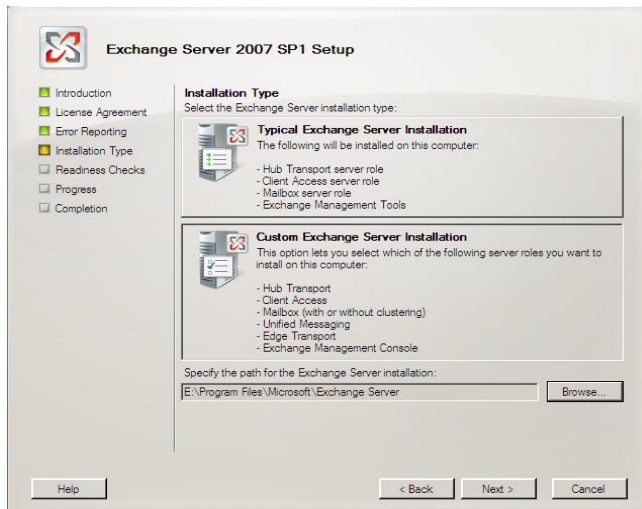 Exchange Server 2007 SP1 Setup
Introduction
License Agreement
Error Reporting
Installation Type
Readiness Checks
Progress
Completion
Installation Type
Select the Exchange Server installation type:
Typical Exchange Server Installation
The following will be installed on this computer:
- Hub Transport server role
- Client Access server role
- Mailbox server role
- Exchange Management Tools
Custom Exchange Server Installation
This option lets you select which of the following server roles you want to
install on this computer:
- Hub Transport
- Client Access
- Mailbox (with or without clustering)
- Unified Messaging
- Edge Transport
- Exchange Management Console
Specify the path for the Exchange Server installation:
E:\Program Files\Microsoft\Exchange Server
Browse...
Help
< Back
Next >
Cancel